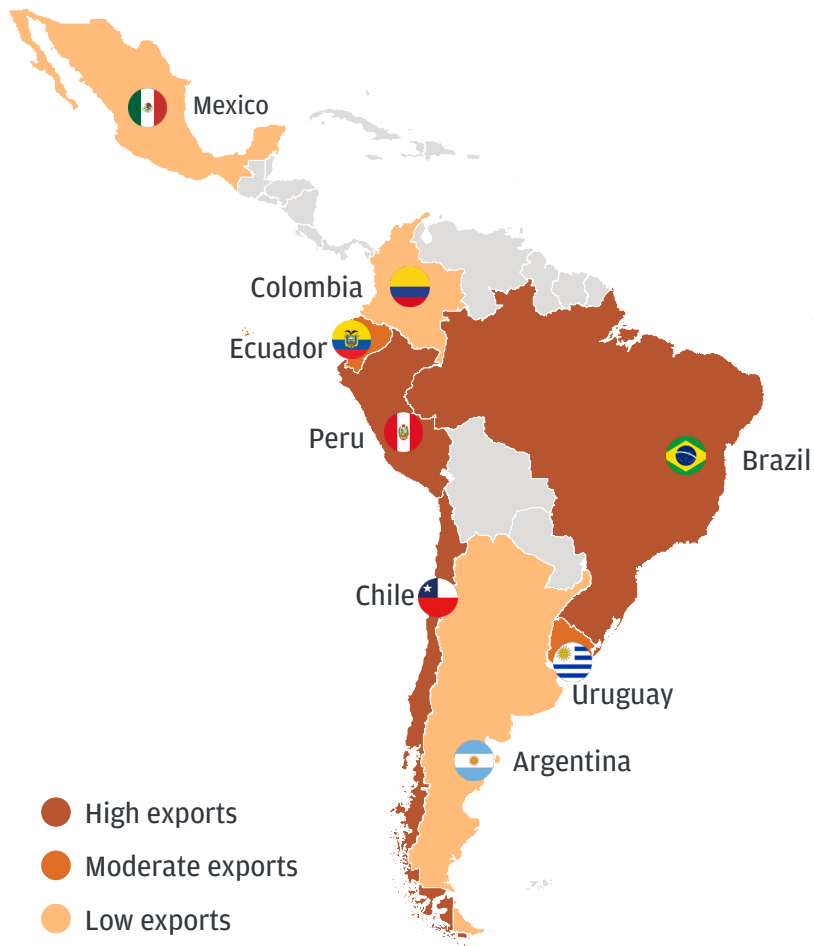 Mexico
Colombia
Ecuador
Peru
Brazil
Chile
Uruguay
Argentina
High exports
Moderate exports
Low exports